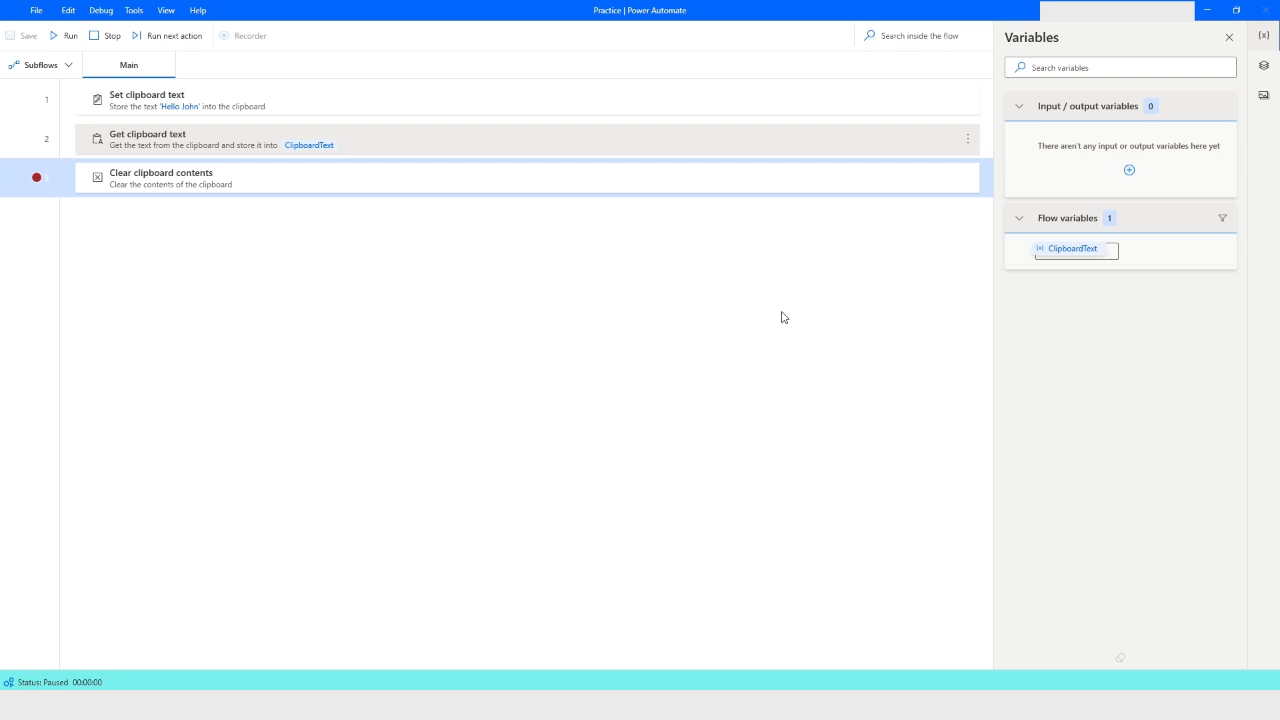 File Edit Debug Tools View Help Practice | Power Automate
Save Run Stop Run next action Recorder Search inside the flow
Subflows Main
1 Set clipboard text
Store the text 'Hello John' into the clipboard
2 Get clipboard text
Get the text from the clipboard and store it into ClipboardText
3 Clear clipboard contents
Clear the contents of the clipboard
Variables
{x}
Search variables
Input / output variables 0
There aren't any input or output variables here yet
Flow variables 1
{x} ClipboardText
Status: Paused 00:00:00